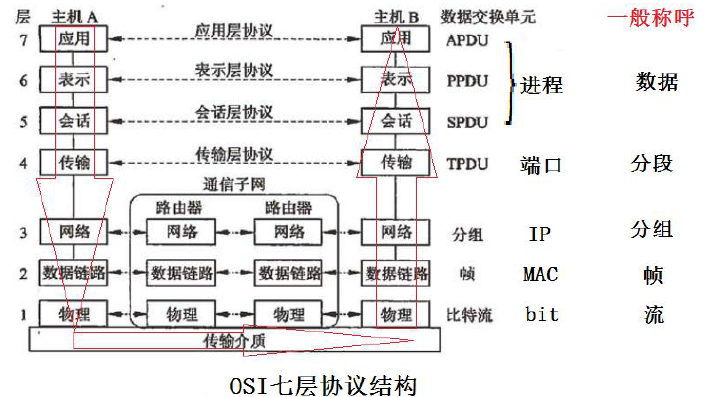 层 主机A 主机B 数据交换单元 一般称呼
7 应用 应用层协议 应用 APDU
6 表示 表示层协议 表示 PPDU 进程 数据
5 会话 会话层协议 会话 SPDU
4 传输 传输层协议 传输 TPDU 端口 分段
通信子网
路由器 路由器
3 网络 网络 网络 网络 分组 IP 分组
2 数据链路 数据链路 数据链路 数据链路 帧 MAC 帧
1 物理 物理 物理 物理 比特流 bit 流
传输介质
OSI七层协议结构